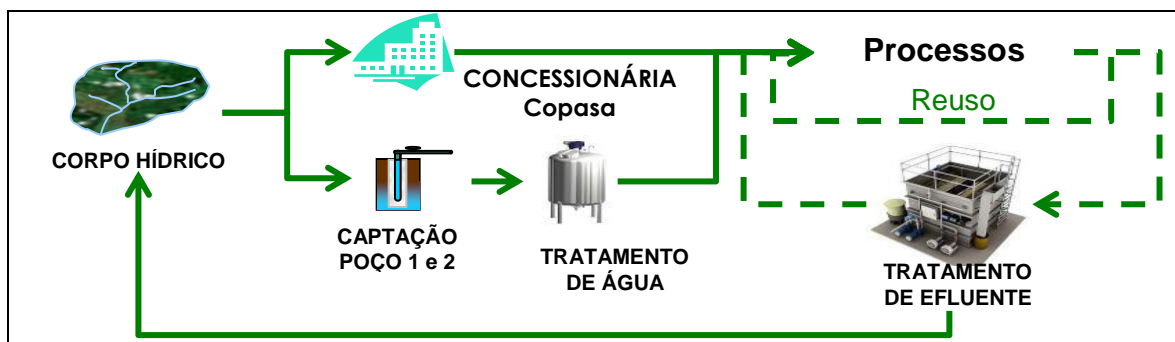 CORPO HÍDRICO
CONCESSIONÁRIA
Copasa
CAPTAÇÃO
POÇO 1 e 2
TRATAMENTO
DE ÁGUA
Processos
Reuso
TRATAMENTO
DE EFLUENTE